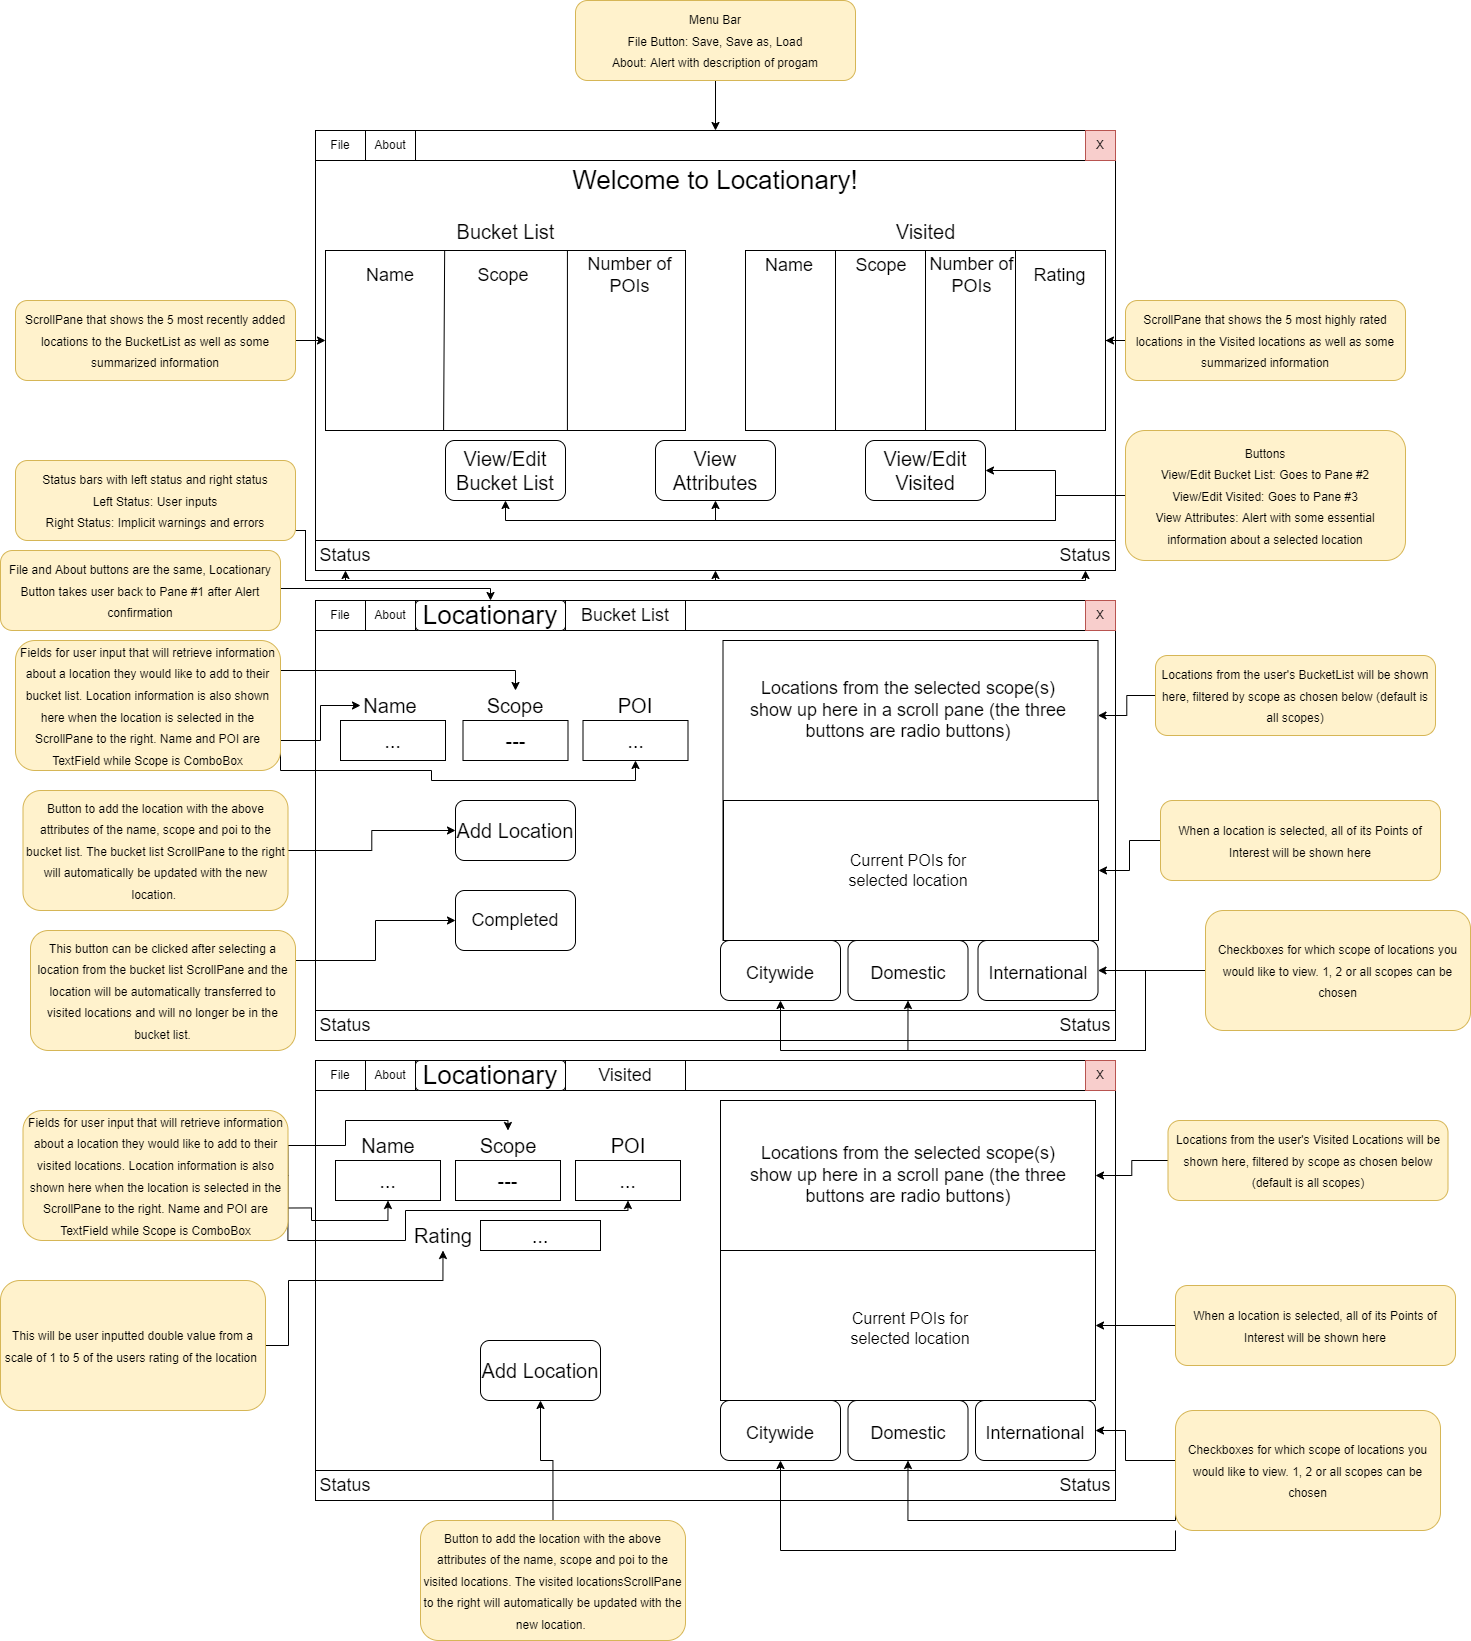 Menu Bar
File Button: Save, Save as, Load
About: Alert with description of progam
File
About
X
Welcome to Locationary!
Bucket List
Visited
Name
Scope
Number of
POIs
Name
Scope
Number of
POIs
Rating
ScrollPane that shows the 5 most recently added
locations to the BucketList as well as some
summarized information
ScrollPane that shows the 5 most highly rated
locations in the Visited locations as well as some
summarized information
View/Edit
Bucket List
View
Attributes
View/Edit
Visited
Buttons
View/Edit Bucket List: Goes to Pane #2
View/Edit Visited: Goes to Pane #3
View Attributes: Alert with some essential
information about a selected location
Status bars with left status and right status
Left Status: User inputs
Right Status: Implicit warnings and errors
Status
Status
File and About buttons are the same, Locationary
Button takes user back to Pane #1 after Alert
confirmation
File
About
Locationary
Bucket List
X
Fields for user input that will retrieve information
about a location they would like to add to their
bucket list. Location information is also shown
here when the location is selected in the
ScrollPane to the right. Name and POI are
TextField while Scope is ComboBox
Name
Scope
POI
...
---
...
Locations from the selected scope(s)
show up here in a scroll pane (the three
buttons are radio buttons)
Locations from the user's BucketList will be shown
here, filtered by scope as chosen below (default is
all scopes)
Button to add the location with the above
attributes of the name, scope and poi to the
bucket list. The bucket list ScrollPane to the right
will automatically be updated with the new
location.
Add Location
Current POIs for
selected location
When a location is selected, all of its Points of
Interest will be shown here
This button can be clicked after selecting a
location from the bucket list ScrollPane and the
location will be automatically transferred to
visited locations and will no longer be in the
bucket list.
Completed
Citywide
Domestic
International
Checkboxes for which scope of locations you
would like to view. 1, 2 or all scopes can be
chosen
Status
Status
File
About
Locationary
Visited
X
Fields for user input that will retrieve information
about a location they would like to add to their
visited locations. Location information is also
shown here when the location is selected in the
ScrollPane to the right. Name and POI are
TextField while Scope is ComboBox
Name
Scope
POI
...
---
...
Rating
...
Locations from the selected scope(s)
show up here in a scroll pane (the three
buttons are radio buttons)
Locations from the user's Visited Locations will be
shown here, filtered by scope as chosen below
(default is all scopes)
This will be user inputted double value from a
scale of 1 to 5 of the users rating of the location
Current POIs for
selected location
When a location is selected, all of its Points of
Interest will be shown here
Add Location
Citywide
Domestic
International
Checkboxes for which scope of locations you
would like to view. 1, 2 or all scopes can be
chosen
Status
Status
Button to add the location with the above
attributes of the name, scope and poi to the
visited locations. The visited locationsScrollPane
to the right will automatically be updated with the
new location.